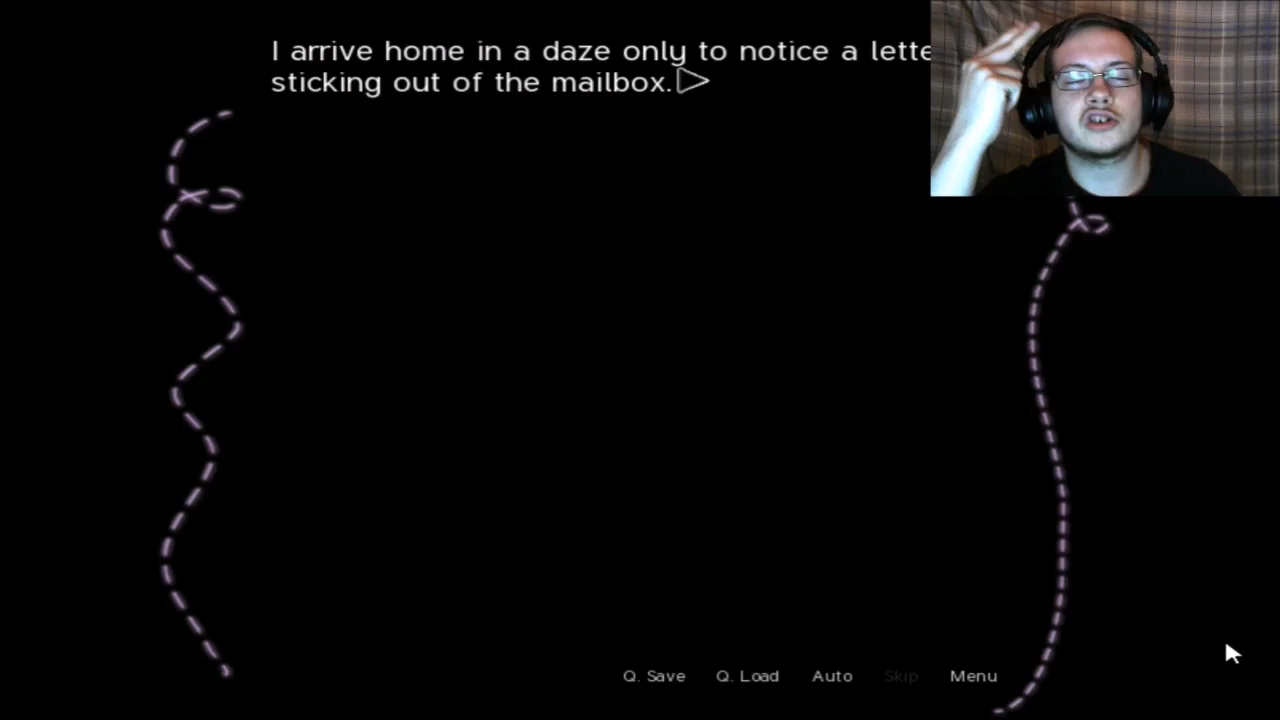 I arrive home in a daze only to notice a lette
sticking out of the mailbox.
Q. Save Q. Load Auto Skip Menu